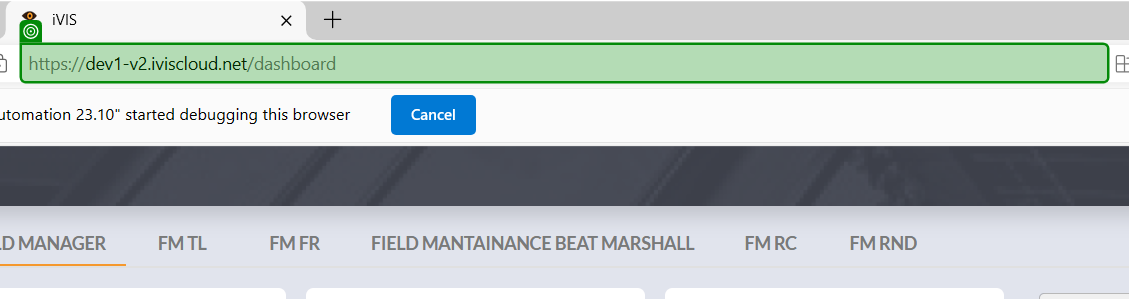 iVIS
https://dev1-v2.iviscloud.net/dashboard
utomation 23.10" started debugging this browser Cancel
LD MANAGER FM TL FM FR FIELD MANTAINANCE BEAT MARSHALL FM RC FM RND